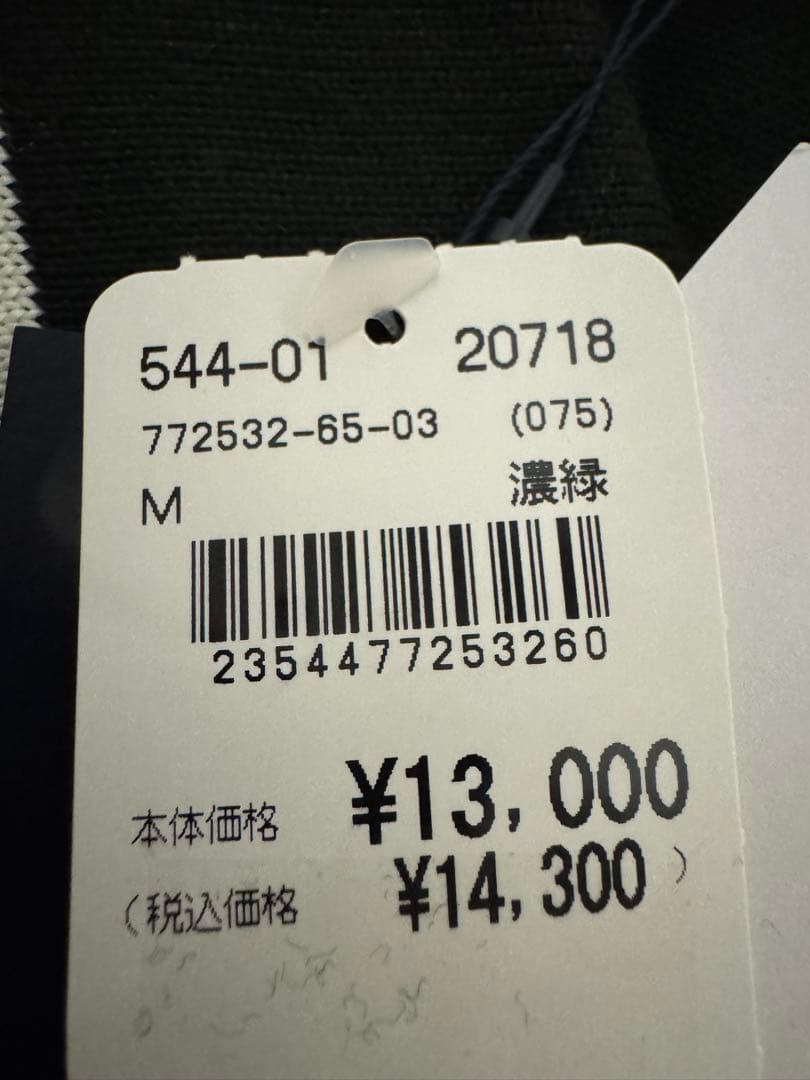 544-01 20718
772532-65-03 (075)
M 濃緑
2354477253260
本体価格 ¥13,000
(税込価格 ¥14,300)